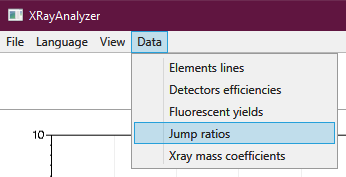 XRayAnalyzer
File Language View Data
Elements lines
Detectors efficiencies
Fluorescent yields
Jump ratios
Xray mass coefficients
10